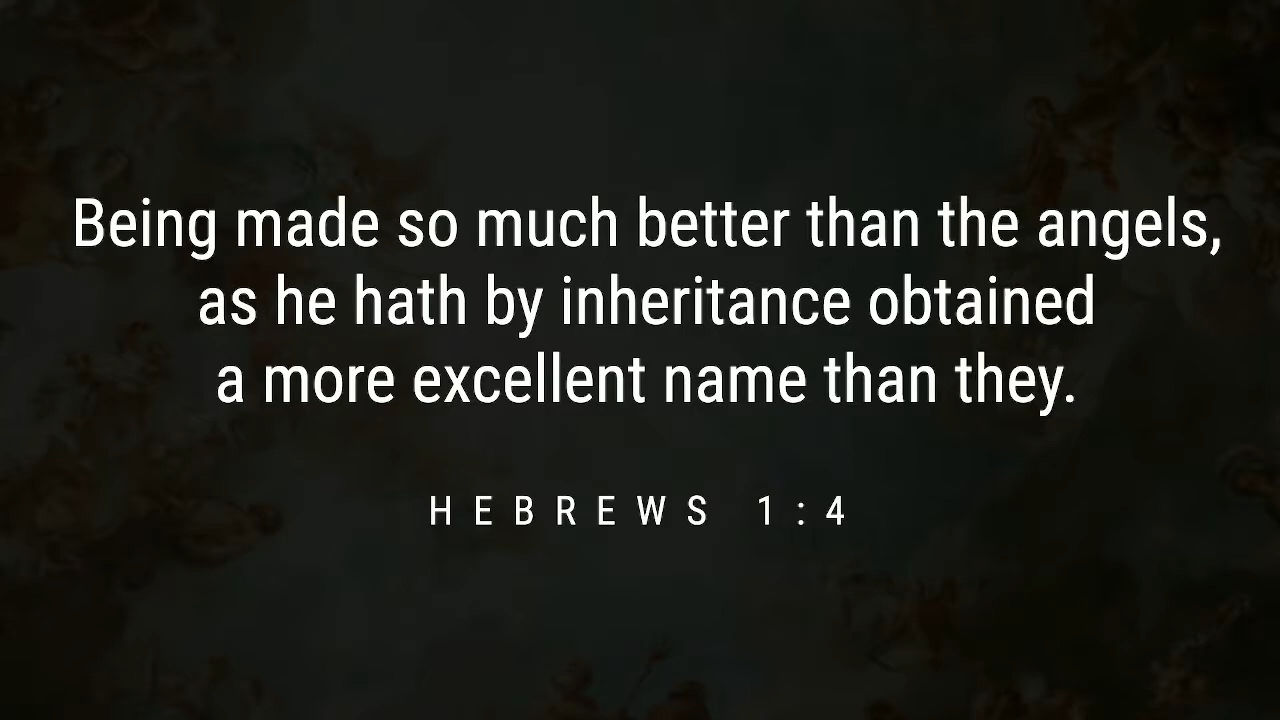 Being made so much better than the angels,
as he hath by inheritance obtained
a more excellent name than they.
HEBREWS 1:4